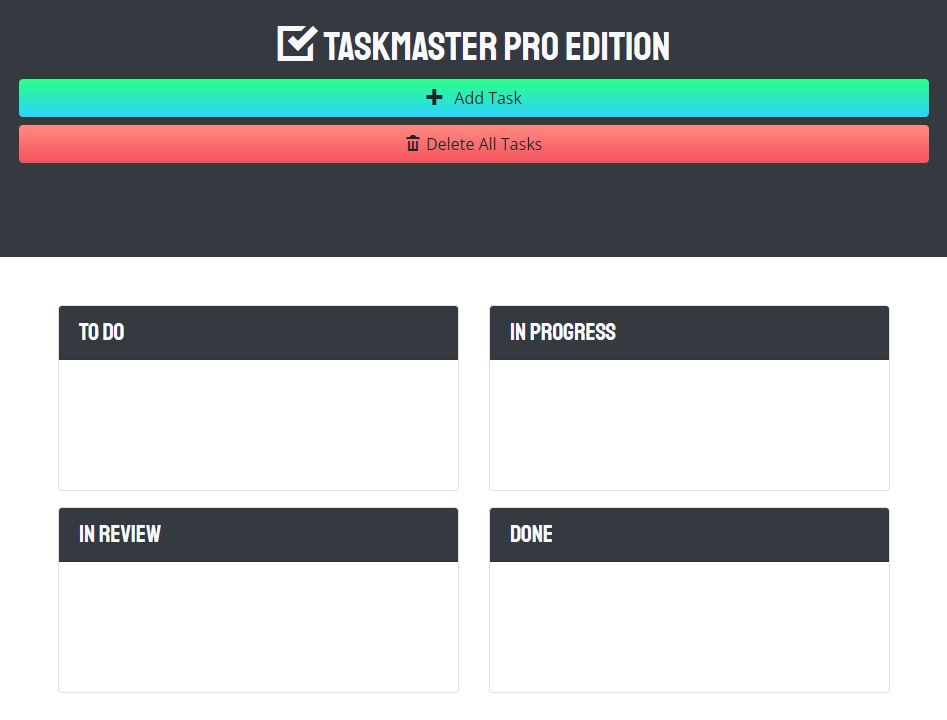 TASKMASTER PRO EDITION
Add Task
Delete All Tasks
TO DO
IN PROGRESS
IN REVIEW
DONE